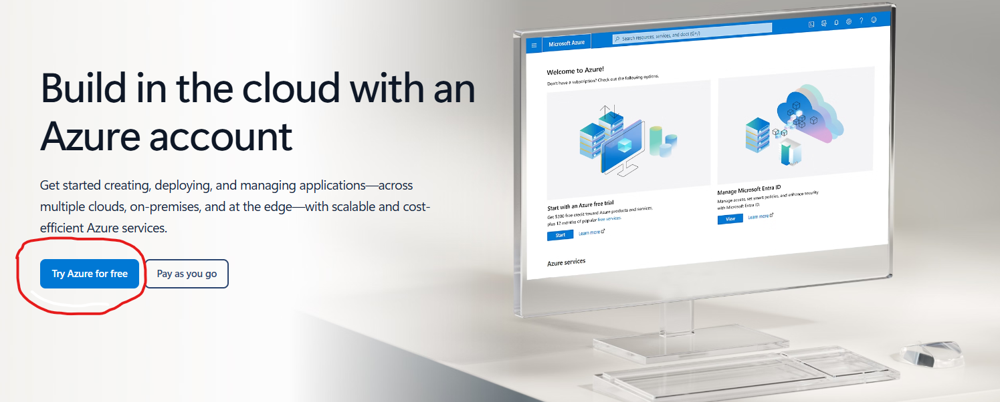 Build in the cloud with an
Azure account
Get started creating, deploying, and managing applications—across
multiple clouds, on-premises, and at the edge—with scalable and cost-
efficient Azure services.
Try Azure for free
Pay as you go
Microsoft Azure
Search resources, services, and docs (G+/)
Welcome to Azure!
Don't have a subscription? Check out the following options.
Start with an Azure free trial
Get $200 free credit toward Azure products and services,
plus 12 months of popular free services.
Start
Learn more
Manage Microsoft Entra ID
Manage access, set smart policies, and enhance security
with Microsoft Entra ID.
View
Learn more
Azure services